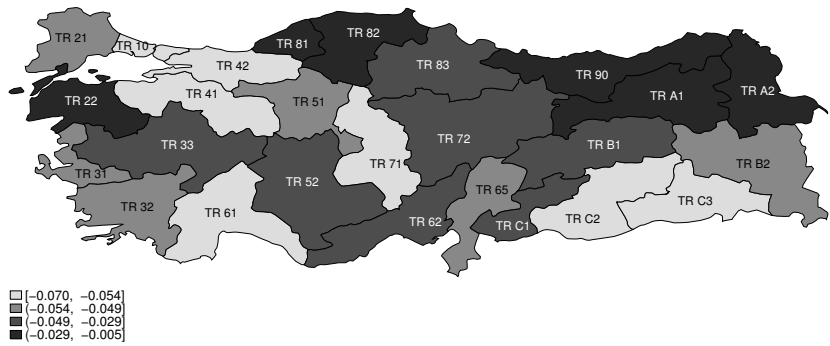 TR 82
TR 21
TR 10
TR 81
TR 42
TR 83
TR 90
TR 22
TR 41
TR 51
TR A1
TR A2
TR 33
TR 72
TR B1
TR 31
TR 71
TR B2
TR 52
TR 65
TR 32
TR 61
TR 62
TR C1
TR C2
TR C3
[−0.070, −0.054]
(−0.054, −0.049]
(−0.049, −0.029]
(−0.029, −0.005]